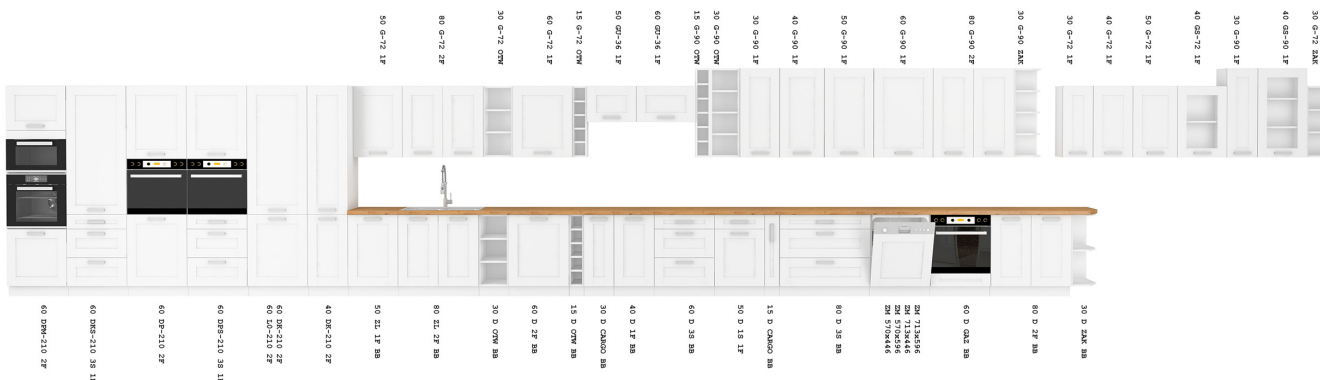 50 G-72 1F
80 G-72 2F
30 G-72 OTW
60 G-72 1F
15 G-72 OTW
50 GU-36 1F
60 GU-36 1F
15 G-90 OTW
30 G-90 OTW
30 G-90 1F
40 G-90 1F
50 G-90 1F
60 G-90 1F
80 G-90 2F
30 G-90 ZAK
30 G-72 1F
40 G-72 1F
50 G-72 1F
40 GS-72 1F
30 G-90 1F
40 GS-90 1F
30 G-72 ZAK
60 DPM-210 2F
60 DKS-210 3S 1F
60 DP-210 2F
60 DPS-210 3S 1F
60 DK-210 2F
60 LO-210 2F
40 DK-210 2F
50 ZL 1F BB
80 ZL 2F BB
30 D OTW BB
60 D 2F BB
15 D OTW BB
30 D CARGO BB
40 D 1F BB
60 D 3S BB
50 D 1S 1F
15 D CARGO BB
80 D 3S BB
ZM 713x596
ZM 713x446
ZM 570x596
ZM 570x446
60 D GAZ BB
80 D 2F BB
30 D ZAK BB